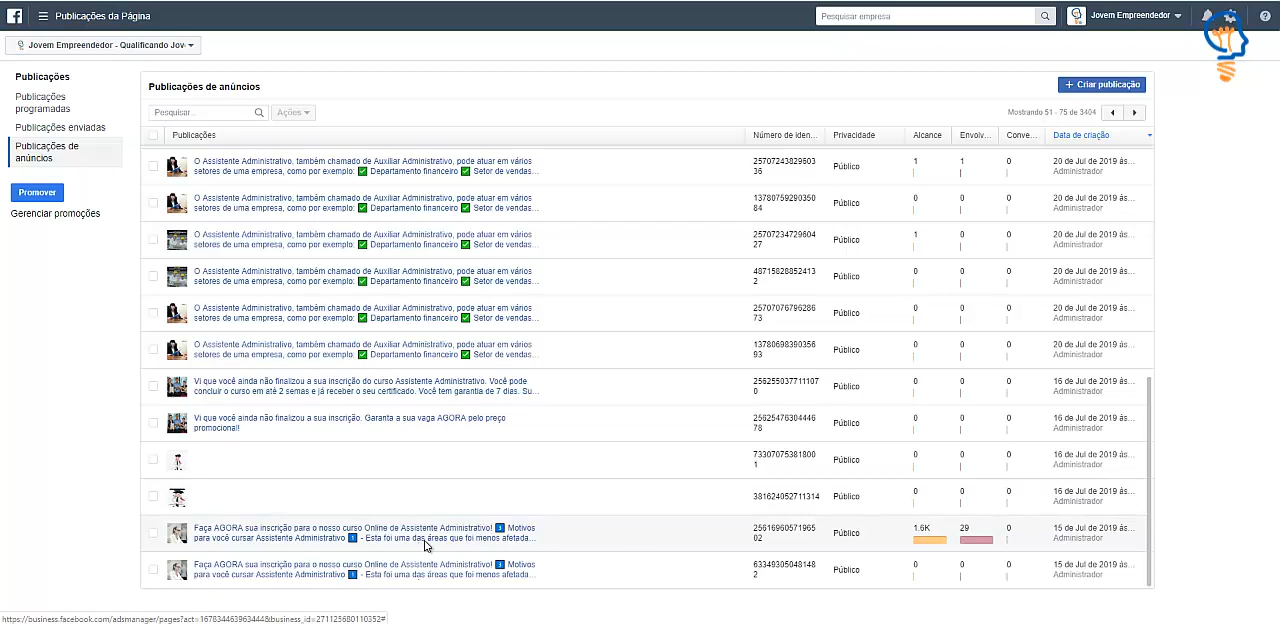 Publicações da Página
Pesquisar empresa
Jovem Empreendedor
Jovem Empreendedor - Qualificando Jov
Publicações
Publicações
programadas
Publicações enviadas
Publicações de
anúncios
Promover
Gerenciar promoções
Publicações de anúncios
+ Criar publicação
Pesquisar...
Ações
Mostrando 51 - 75 de 3404
Publicações Número de iden... Privacidade Alcance Envolv... Conve... Data de criação
O Assistente Administrativo, também chamado de Auxiliar Administrativo, pode atuar em vários
setores de uma empresa, como por exemplo: ✅ Departamento financeiro ✅ Setor de vendas...
25707243829603
36
Público 1 1 0 20 de Jul de 2019 às...
Administrador
O Assistente Administrativo, também chamado de Auxiliar Administrativo, pode atuar em vários
setores de uma empresa, como por exemplo: ✅ Departamento financeiro ✅ Setor de vendas...
13780759290350
84
Público 0 0 0 20 de Jul de 2019 às...
Administrador
O Assistente Administrativo, também chamado de Auxiliar Administrativo, pode atuar em vários
setores de uma empresa, como por exemplo: ✅ Departamento financeiro ✅ Setor de vendas...
25707234729604
27
Público 1 0 0 20 de Jul de 2019 às...
Administrador
O Assistente Administrativo, também chamado de Auxiliar Administrativo, pode atuar em vários
setores de uma empresa, como por exemplo: ✅ Departamento financeiro ✅ Setor de vendas...
48715828852413
2
Público 0 0 0 20 de Jul de 2019 às...
Administrador
O Assistente Administrativo, também chamado de Auxiliar Administrativo, pode atuar em vários
setores de uma empresa, como por exemplo: ✅ Departamento financeiro ✅ Setor de vendas...
25707076796286
73
Público 0 0 0 20 de Jul de 2019 às...
Administrador
O Assistente Administrativo, também chamado de Auxiliar Administrativo, pode atuar em vários
setores de uma empresa, como por exemplo: ✅ Departamento financeiro ✅ Setor de vendas...
13780698390356
93
Público 0 0 0 20 de Jul de 2019 às...
Administrador
Vi que você ainda não finalizou a sua inscrição do curso Assistente Administrativo. Você pode
concluir o curso em até 2 semas e já receber o seu certificado. Você tem garantia de 7 dias. Su...
256255037711107
0
Público 0 0 0 16 de Jul de 2019 às...
Administrador
Vi que você ainda não finalizou a sua inscrição. Garanta a sua vaga AGORA pelo preço
promocional!
25625476304446
78
Público 0 0 0 16 de Jul de 2019 às...
Administrador
73307075381800
1
Público 0 0 0 16 de Jul de 2019 às...
Administrador
381624052711314
Público 0 0 0 16 de Jul de 2019 às...
Administrador
Faça AGORA sua inscrição para o nosso curso Online de Assistente Administrativo! 3️⃣ Motivos
para você cursar Assistente Administrativo 1️⃣ - Esta foi uma das áreas que foi menos afetada...
25616960571965
02
Público 1.6K 29 0 15 de Jul de 2019 às...
Administrador
Faça AGORA sua inscrição para o nosso curso Online de Assistente Administrativo! 3️⃣ Motivos
para você cursar Assistente Administrativo 1️⃣ - Esta foi uma das áreas que foi menos afetada...
63349305048148
2
Público 0 0 0 15 de Jul de 2019 às...
Administrador
https://business.facebook.com/adsmanager/pages?act=167834463963444&business_id=271125680110352#